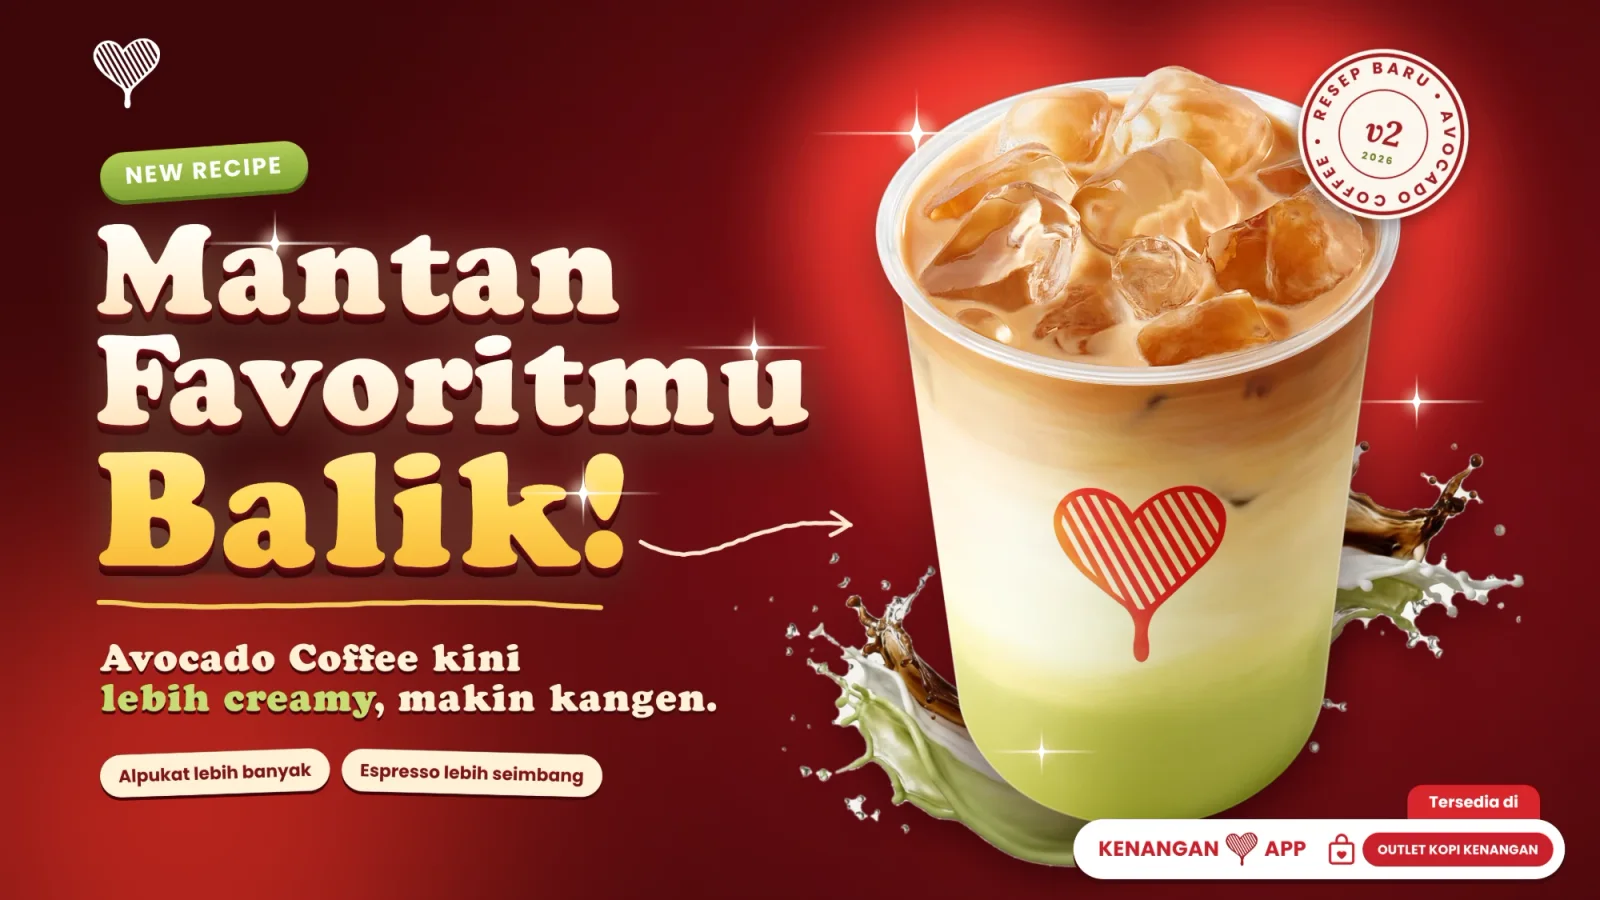 NEW RECIPE
Mantan
Favoritmu
Balik!
Avocado Coffee kini
lebih creamy, makin kangen.
Alpukat lebih banyak
Espresso lebih seimbang
RESEP BARU • AVOCADO COFFEE •
v2
2026
Tersedia di
KENANGAN APP
OUTLET KOPI KENANGAN